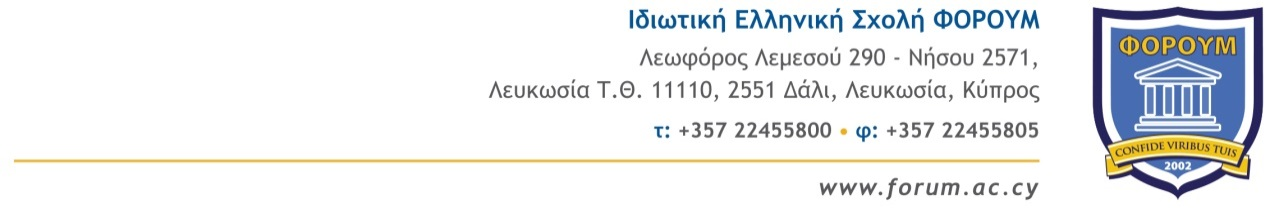 Ιδιωτική Ελληνική Σχολή ΦΟΡΟΥΜ
Λεωφόρος Λεμεσού 290 - Νήσου 2571,
Λευκωσία Τ.Θ. 11110, 2551 Δάλι, Λευκωσία, Κύπρος
τ: +357 22455800 • φ: +357 22455805
www.forum.ac.cy
ΦΟΡΟΥΜ
CONFIDE VIRIBUS TUIS
2002